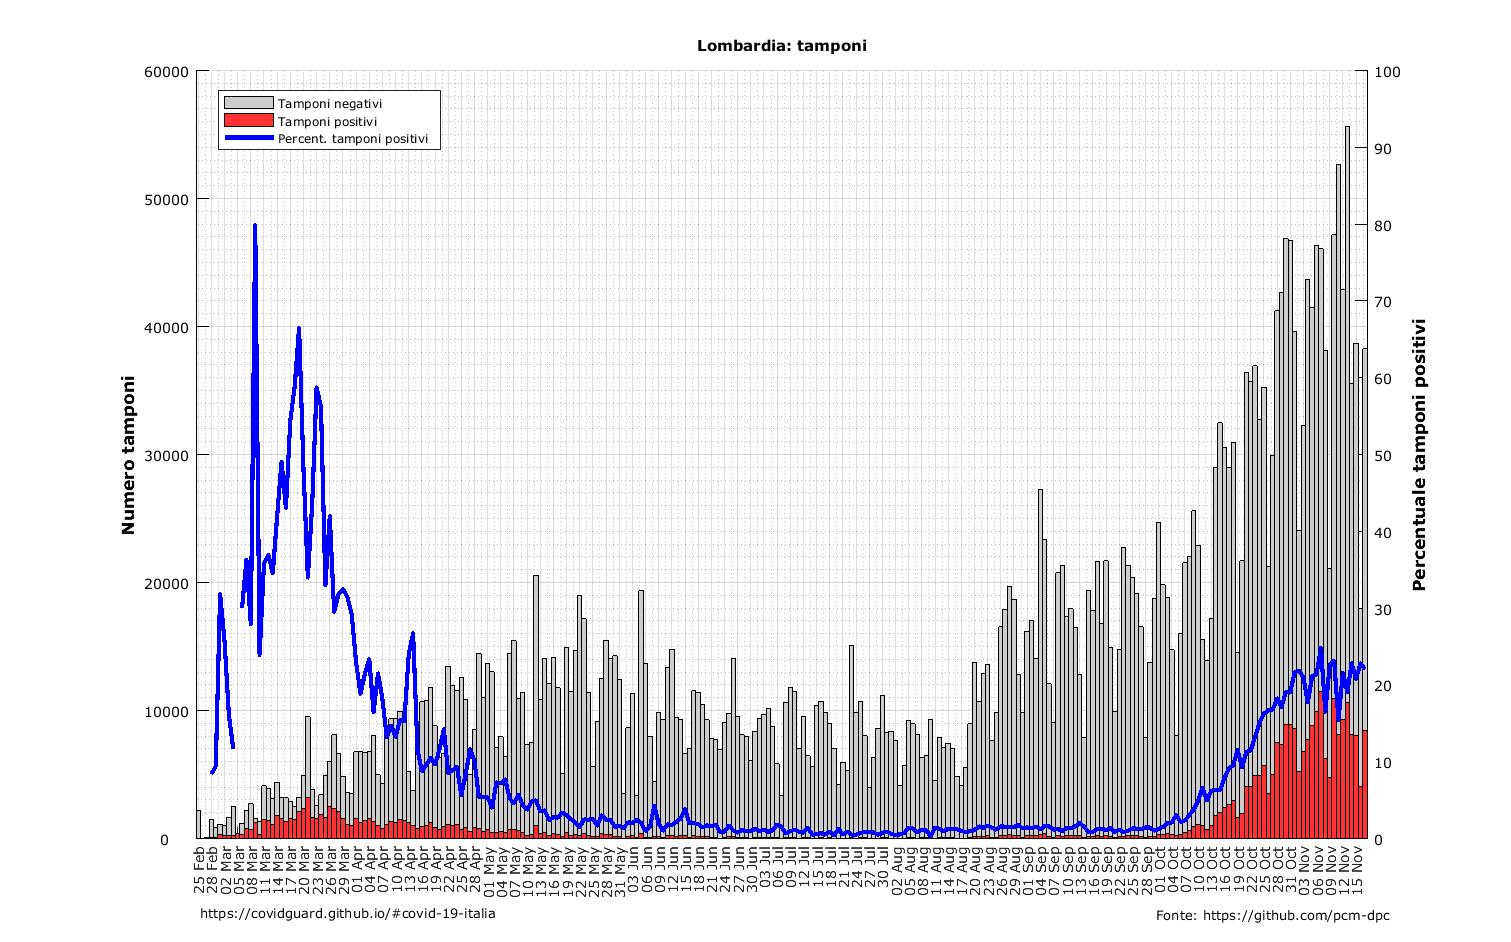 Lombardia: tamponi
60000
50000
40000
30000
20000
10000
0
Numero tamponi
Tamponi negativi
Tamponi positivi
Percent. tamponi positivi
100
90
80
70
60
50
40
30
20
10
0
Percentuale tamponi positivi
25 Feb
28 Feb
02 Mar
05 Mar
08 Mar
11 Mar
14 Mar
17 Mar
20 Mar
23 Mar
26 Mar
29 Mar
01 Apr
04 Apr
07 Apr
10 Apr
13 Apr
16 Apr
19 Apr
22 Apr
25 Apr
28 Apr
01 May
04 May
07 May
10 May
13 May
16 May
19 May
22 May
25 May
28 May
31 May
03 Jun
06 Jun
09 Jun
12 Jun
15 Jun
18 Jun
21 Jun
24 Jun
27 Jun
30 Jun
03 Jul
06 Jul
09 Jul
12 Jul
15 Jul
18 Jul
21 Jul
24 Jul
27 Jul
30 Jul
02 Aug
05 Aug
08 Aug
11 Aug
14 Aug
17 Aug
20 Aug
23 Aug
26 Aug
29 Aug
01 Sep
04 Sep
07 Sep
10 Sep
13 Sep
16 Sep
19 Sep
22 Sep
25 Sep
28 Sep
01 Oct
04 Oct
07 Oct
10 Oct
13 Oct
16 Oct
19 Oct
22 Oct
25 Oct
28 Oct
31 Oct
03 Nov
06 Nov
09 Nov
12 Nov
15 Nov
https://covidguard.github.io/#covid-19-italia
Fonte: https://github.com/pcm-dpc